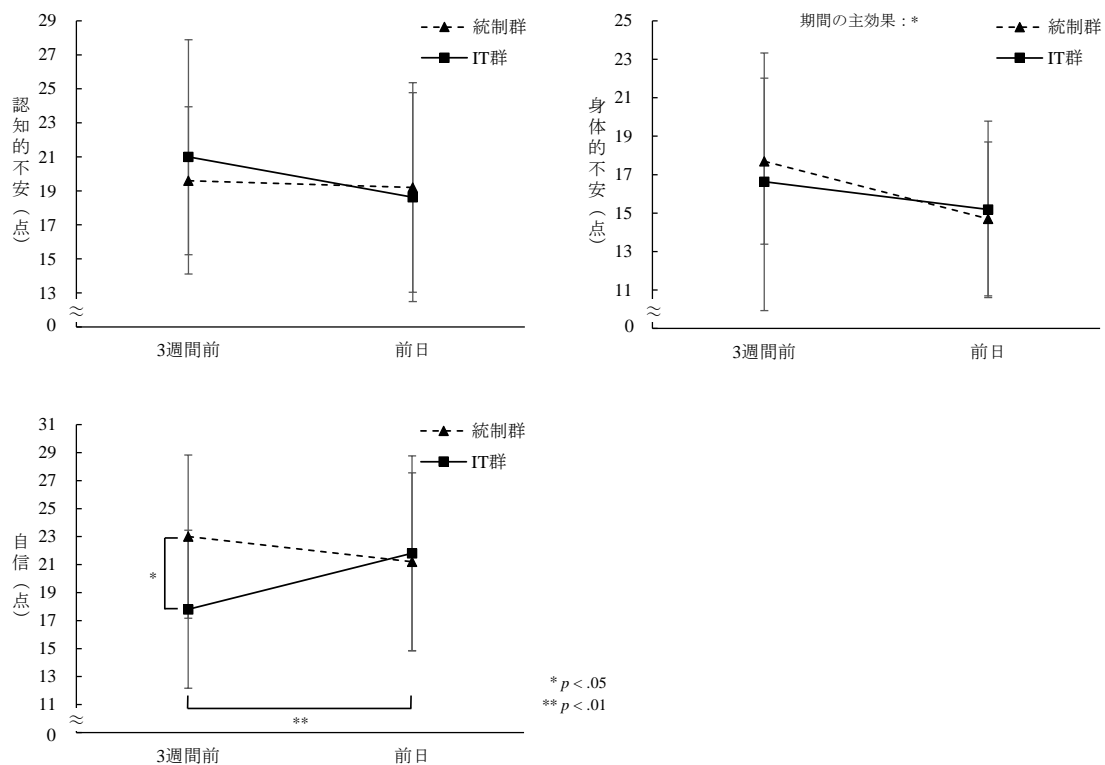 29
27
25
23
21
19
17
15
13
≈
0
認知的不安（点）
統制群
IT群
3週間前
前日
25
23
21
19
17
15
13
11
≈
0
身体的不安（点）
期間の主効果 : *
統制群
IT群
3週間前
前日
31
29
27
25
23
21
19
17
15
13
11
≈
0
自信（点）
統制群
IT群
*
**
3週間前
前日
* p < .05
** p < .01